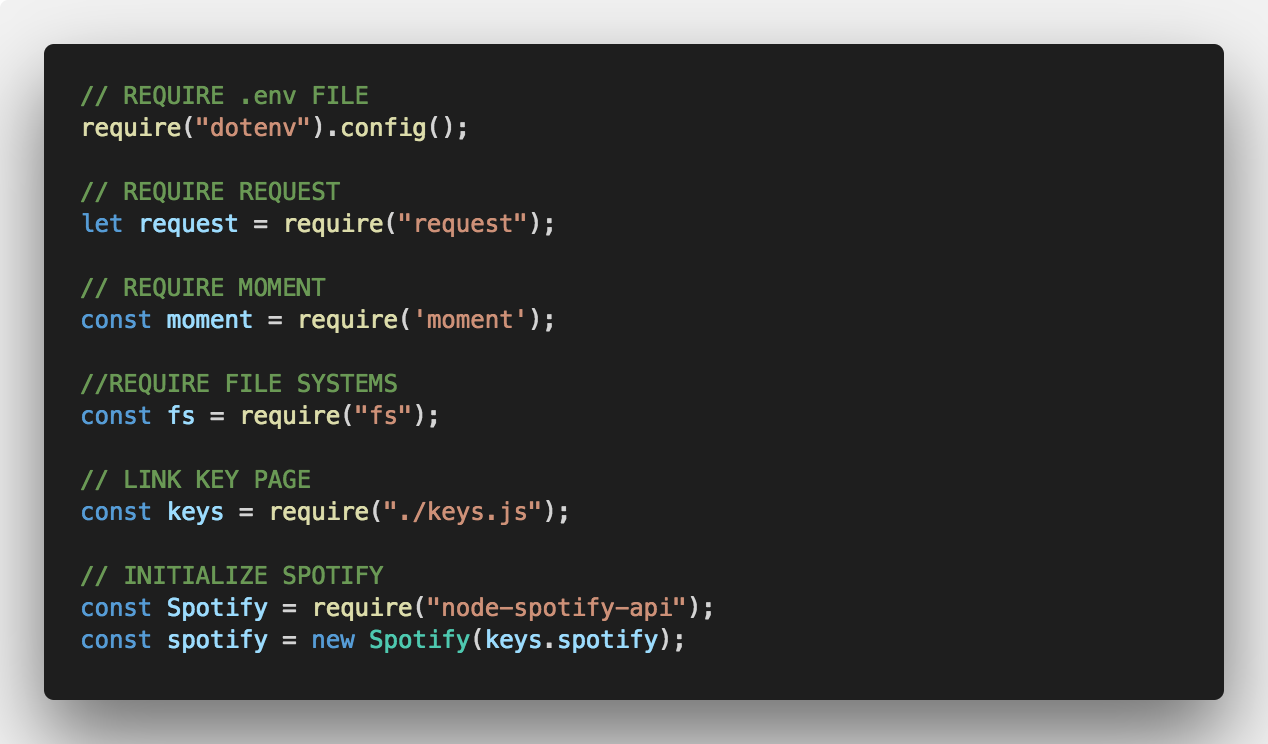 // REQUIRE .env FILE
require("dotenv").config();
// REQUIRE REQUEST
let request = require("request");
// REQUIRE MOMENT
const moment = require('moment');
//REQUIRE FILE SYSTEMS
const fs = require("fs");
// LINK KEY PAGE
const keys = require("./keys.js");
// INITIALIZE SPOTIFY
const Spotify = require("node-spotify-api");
const spotify = new Spotify(keys.spotify);